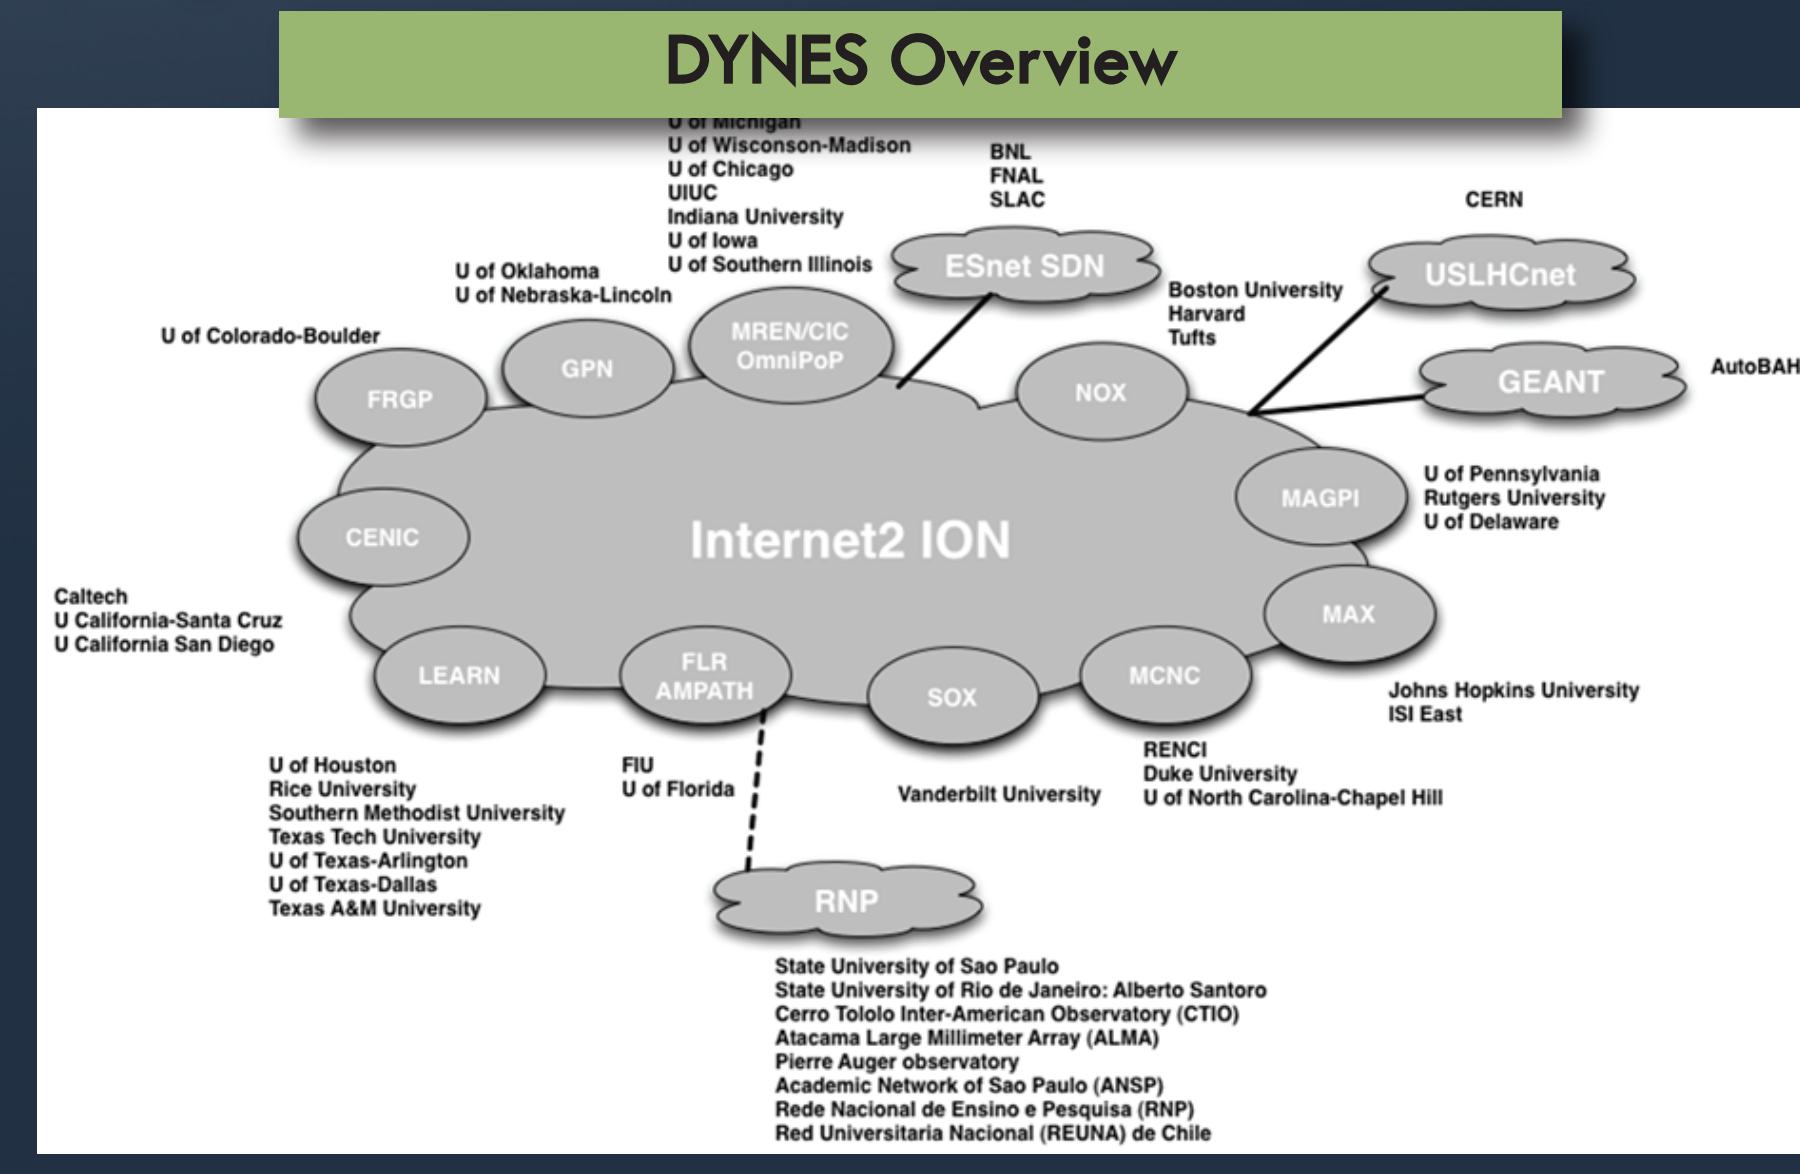 DYNES Overview
U of Michigan
U of Wisconson-Madison
U of Chicago
UIUC
Indiana University
U of Iowa
U of Southern Illinois
BNL
FNAL
SLAC
CERN
ESnet SDN
USLHCnet
U of Oklahoma
U of Nebraska-Lincoln
Boston University
Harvard
Tufts
U of Colorado-Boulder
MREN/CIC
OmniPoP
GPN
FRGP
NOX
GEANT
AutoBAH
U of Pennsylvania
Rutgers University
U of Delaware
MAGPI
CENIC
Internet2 ION
Caltech
U California-Santa Cruz
U California San Diego
MAX
LEARN
FLR
AMPATH
SOX
MCNC
Johns Hopkins University
ISI East
U of Houston
Rice University
Southern Methodist University
Texas Tech University
U of Texas-Arlington
U of Texas-Dallas
Texas A&M University
FIU
U of Florida
Vanderbilt University
RENCI
Duke University
U of North Carolina-Chapel Hill
RNP
State University of Sao Paulo
State University of Rio de Janeiro: Alberto Santoro
Cerro Tololo Inter-American Observatory (CTIO)
Atacama Large Millimeter Array (ALMA)
Pierre Auger observatory
Academic Network of Sao Paulo (ANSP)
Rede Nacional de Ensino e Pesquisa (RNP)
Red Universitaria Nacional (REUNA) de Chile